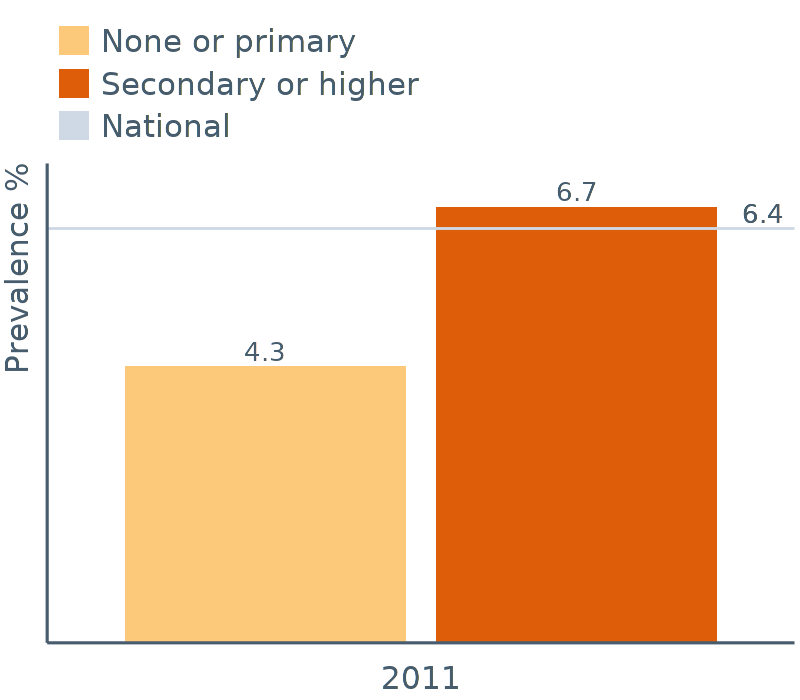 None or primary
Secondary or higher
National
Prevalence %
6.7
6.4
4.3
2011